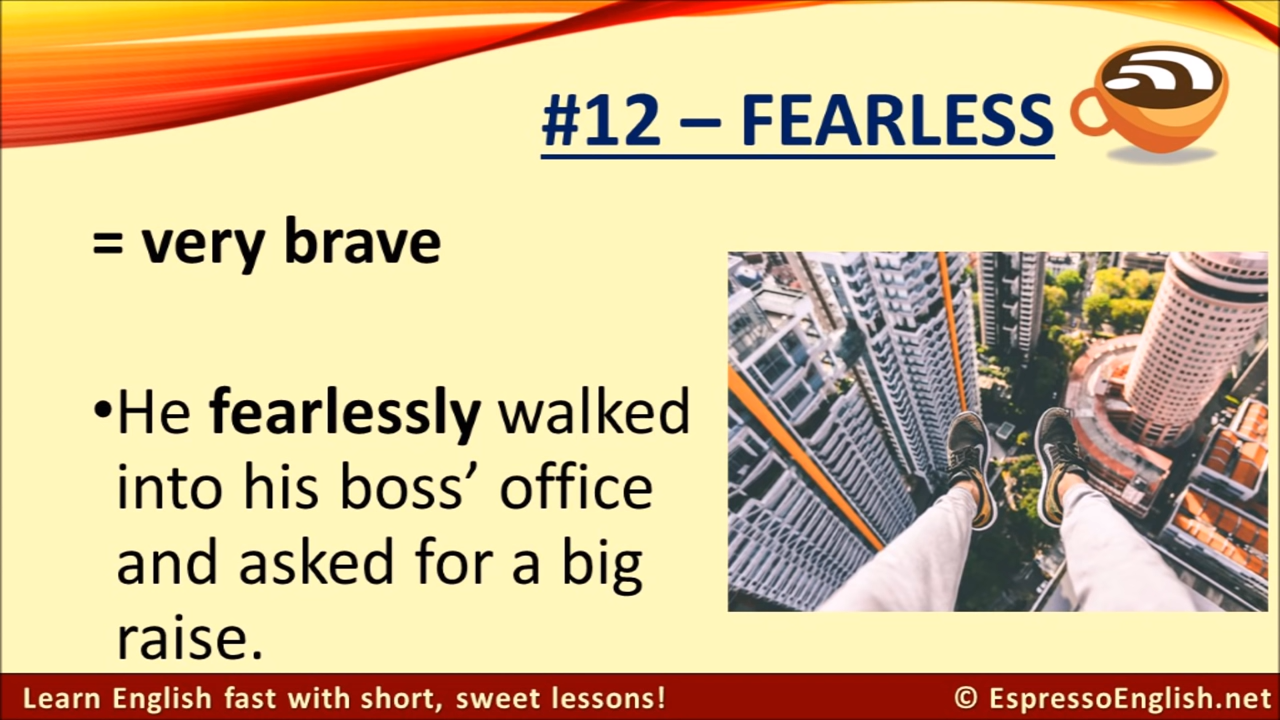 #12 – FEARLESS
= very brave
•He fearlessly walked
into his boss’ office
and asked for a big
raise.
Learn English fast with short, sweet lessons!
© EspressoEnglish.net